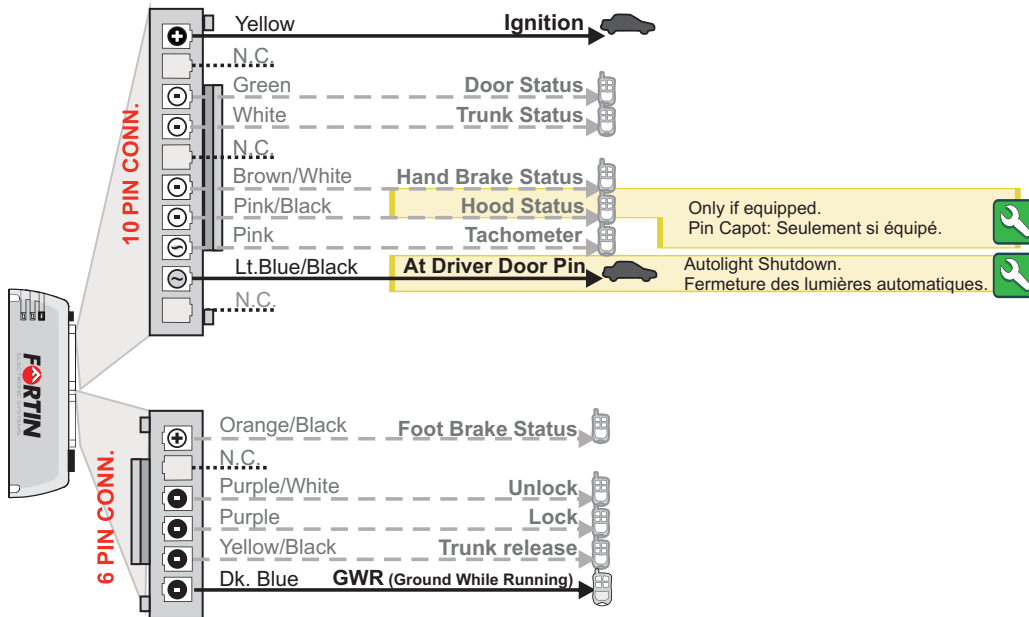 10 PIN CONN.
Yellow Ignition
N.C.
Green Door Status
White Trunk Status
N.C.
Brown/White Hand Brake Status
Pink/Black Hood Status
Only if equipped.
Pin Capot: Seulement si équipé.
Pink Tachometer
Lt.Blue/Black At Driver Door Pin
Autolight Shutdown.
Fermeture des lumières automatiques.
N.C.
FORTIN
ELECTRONIC SYSTEMS
6 PIN CONN.
Orange/Black Foot Brake Status
N.C.
Purple/White Unlock
Purple Lock
Yellow/Black Trunk release
Dk. Blue GWR (Ground While Running)